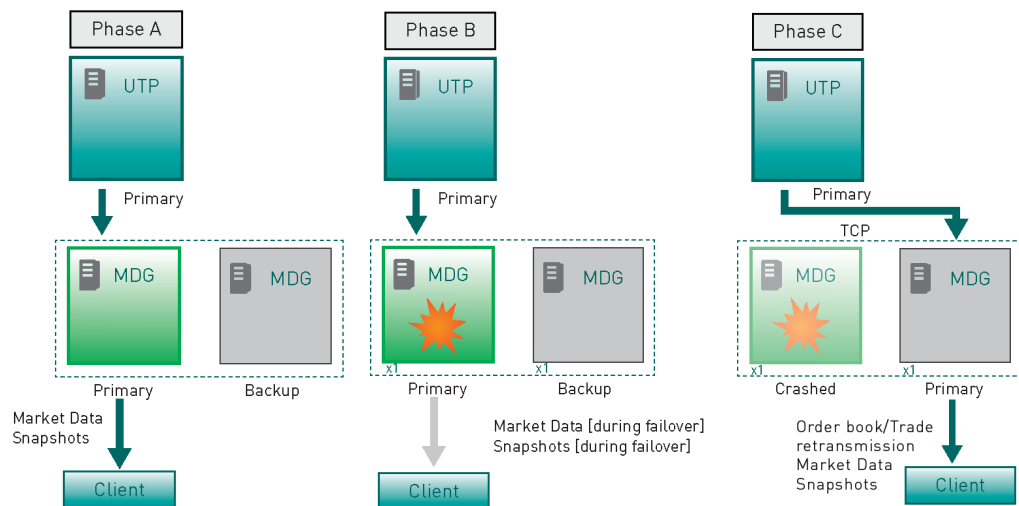 Phase A
UTP
Primary
MDG
MDG
Primary
Backup
Market Data
Snapshots
Client
Phase B
UTP
Primary
MDG
MDG
x1
x1
Primary
Backup
Market Data [during failover]
Snapshots [during failover]
Client
Phase C
UTP
Primary
TCP
MDG
MDG
x1
x1
Crashed
Primary
Order book/Trade
retransmission
Market Data
Snapshots
Client